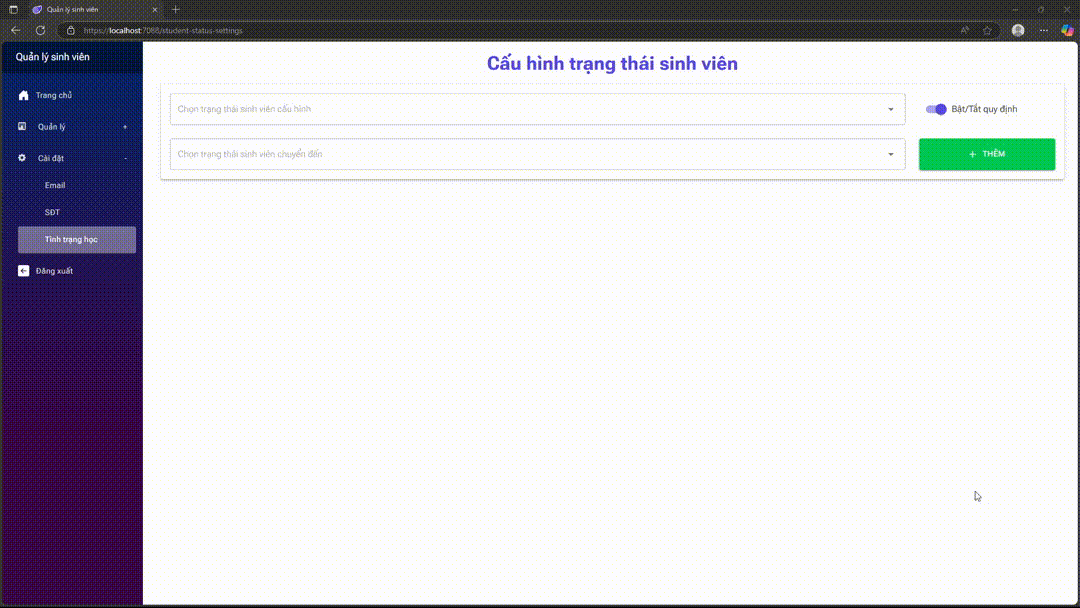 Quản lý sinh viên
https://localhost:7088/student-status-settings
Quản lý sinh viên
Trang chủ
Quản lý +
Cài đặt -
Email
SĐT
Tình trạng học
Đăng xuất
Cấu hình trạng thái sinh viên
Chọn trạng thái sinh viên cấu hình
Bật/Tắt quy định
Chọn trạng thái sinh viên chuyển đến
+ THÊM